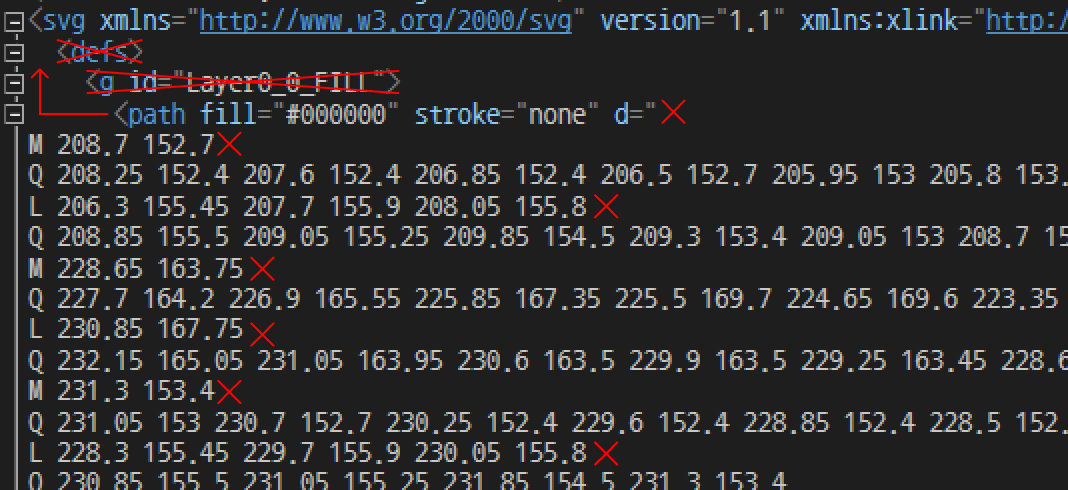 <svg xmlns="http://www.w3.org/2000/svg" version="1.1" xmlns:xlink="http:/
<defs>
<g id="Layer0_0_FILL">
<path fill="#000000" stroke="none" d="
M 208.7 152.7
Q 208.25 152.4 207.6 152.4 206.85 152.4 206.5 152.7 205.95 153 205.8 153.
L 206.3 155.45 207.7 155.9 208.05 155.8
Q 208.85 155.5 209.05 155.25 209.85 154.5 209.3 153.4 209.05 153 208.7 15
M 228.65 163.75
Q 227.7 164.2 226.9 165.55 225.85 167.35 225.5 169.7 224.65 169.6 223.35
L 230.85 167.75
Q 232.15 165.05 231.05 163.95 230.6 163.5 229.9 163.5 229.25 163.45 228.6
M 231.3 153.4
Q 231.05 153 230.7 152.7 230.25 152.4 229.6 152.4 228.85 152.4 228.5 152.
L 228.3 155.45 229.7 155.9 230.05 155.8
Q 230.85 155.5 231.05 155.25 231.85 154.5 231.3 153.4